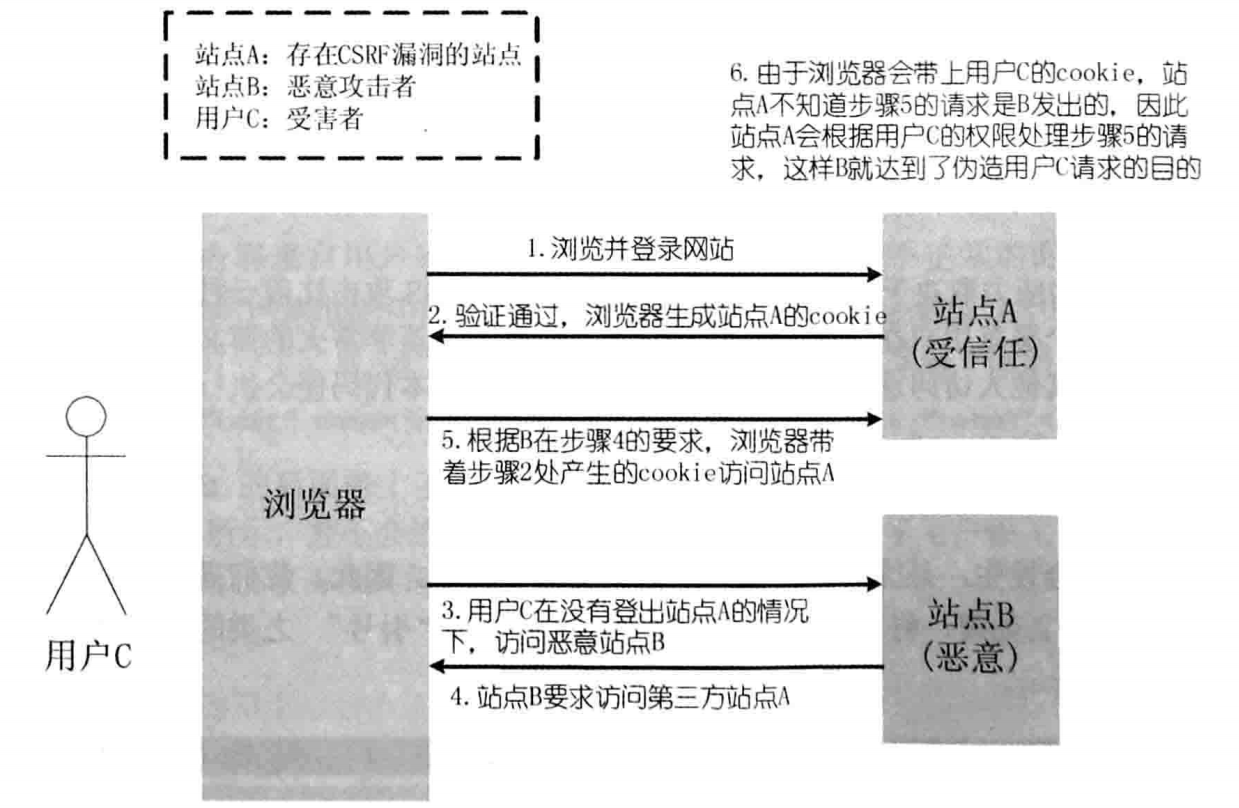 站点A：存在CSRF漏洞的站点
站点B：恶意攻击者
用户C：受害者
6.由于浏览器会带上用户C的cookie，站
点A不知道步骤5的请求是B发出的，因此
站点A会根据用户C的权限处理步骤5的请
求，这样B就达到了伪造用户C请求的目的
1.浏览并登录网站
2.验证通过，浏览器生成站点A的cookie
站点A
(受信任)
5.根据B在步骤4的要求，浏览器带
着步骤2处产生的cookie访问站点A
浏览器
3.用户C在没有登出站点A的情况
下，访问恶意站点B
站点B
(恶意)
4.站点B要求访问第三方站点A
用户C